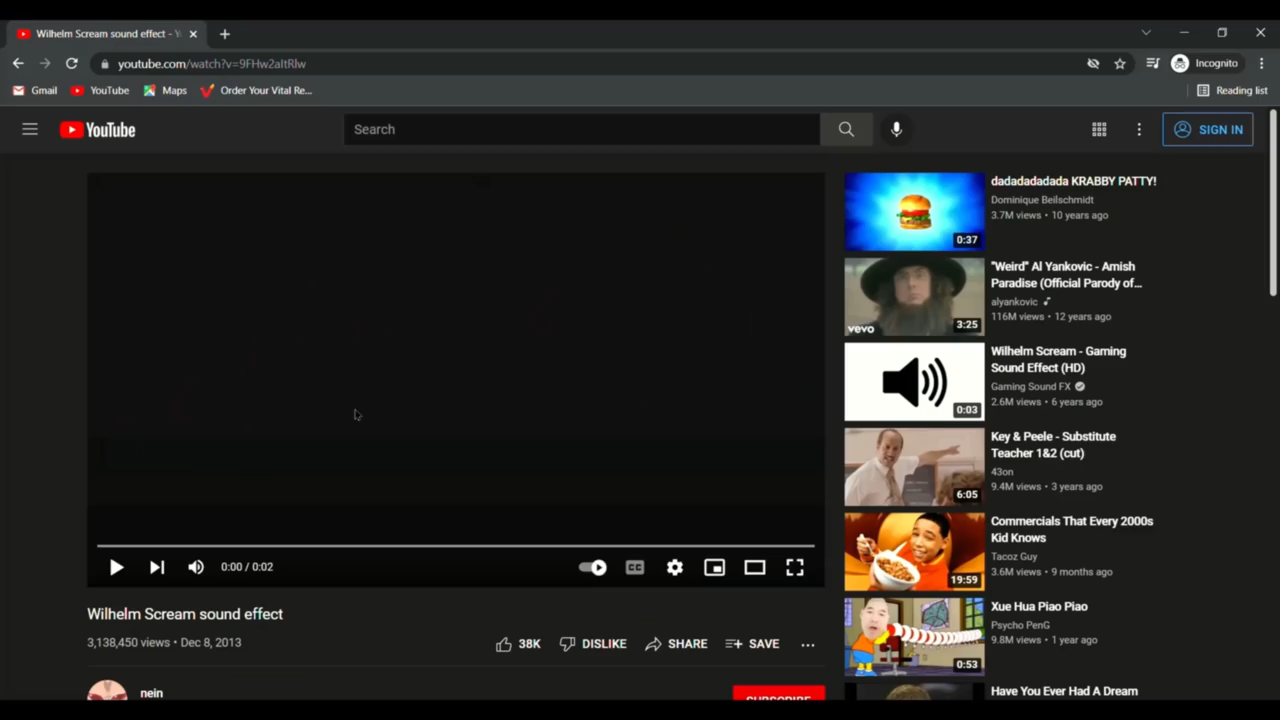 Wilhelm Scream sound effect - Y
youtube.com/watch?v=9FHw2aItRlw
Incognito
Gmail
YouTube
Maps
Order Your Vital Re...
Reading list
YouTube
Search
SIGN IN
0:00 / 0:02
CC
Wilhelm Scream sound effect
3,138,450 views • Dec 8, 2013
38K
DISLIKE
SHARE
SAVE
nein
SUBSCRIBE
dadadadadada KRABBY PATTY!
Dominique Beilschmidt
3.7M views • 10 years ago
0:37
"Weird" Al Yankovic - Amish
Paradise (Official Parody of...
alyankovic
116M views • 12 years ago
vevo
3:25
Wilhelm Scream - Gaming
Sound Effect (HD)
Gaming Sound FX
2.6M views • 6 years ago
0:03
Key & Peele - Substitute
Teacher 1&2 (cut)
43on
9.4M views • 3 years ago
6:05
Commercials That Every 2000s
Kid Knows
Tacoz Guy
3.6M views • 9 months ago
19:59
Xue Hua Piao Piao
Psycho PenG
9.8M views • 1 year ago
0:53
Have You Ever Had A Dream